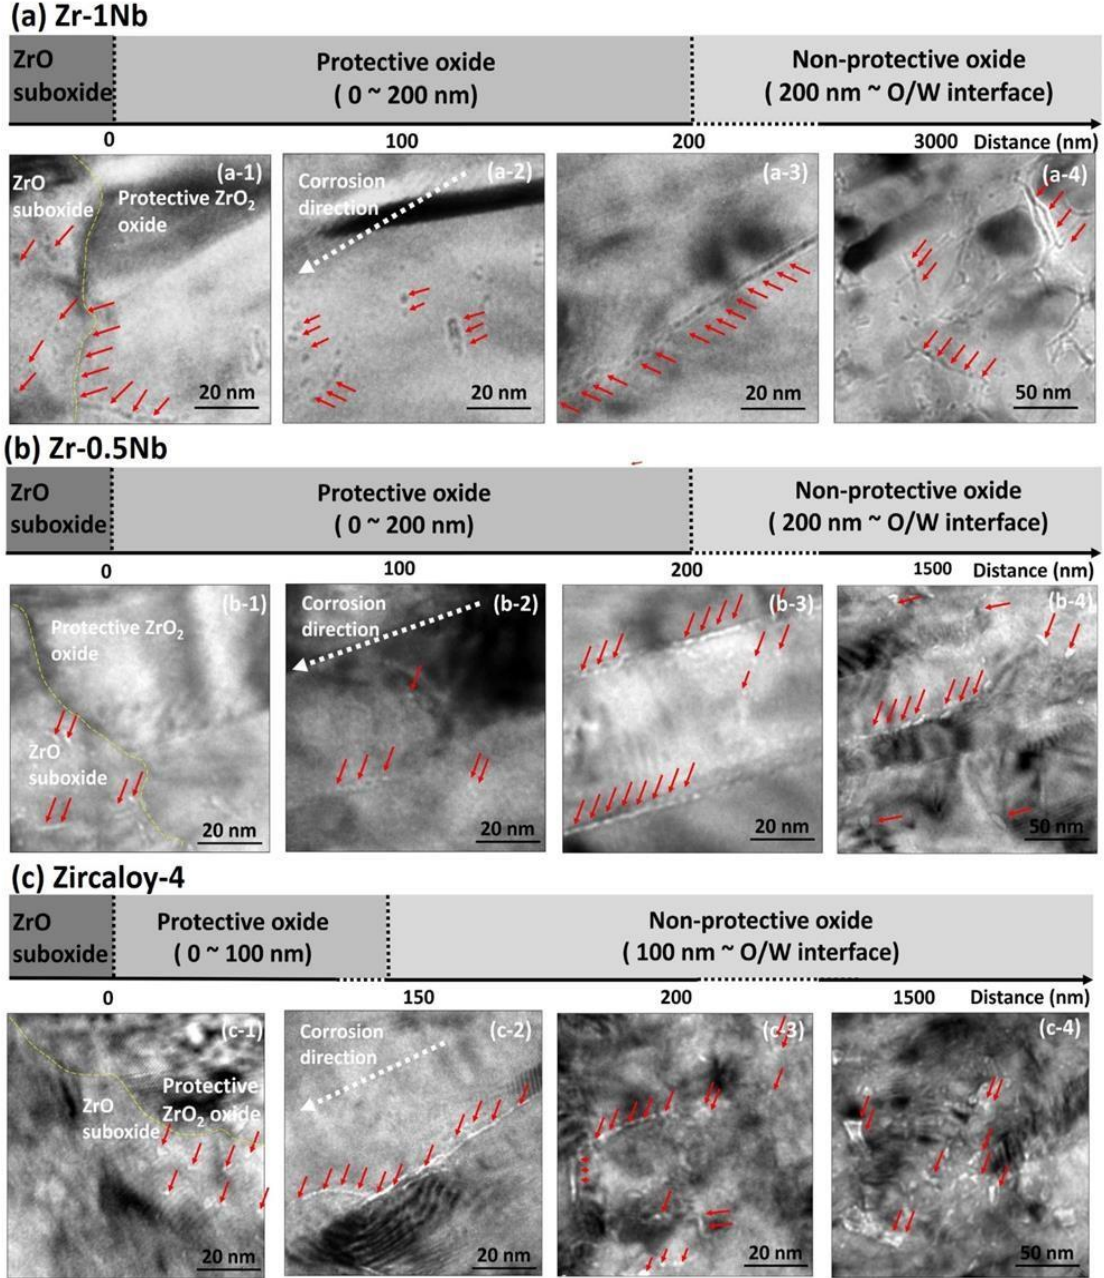 (a) Zr-1Nb
ZrO
suboxide
Protective oxide
( 0 ~ 200 nm)
Non-protective oxide
( 200 nm ~ O/W interface)
0
100
200
3000
Distance (nm)
(a-1)
ZrO
suboxide
Protective ZrO₂
oxide
20 nm
(a-2)
Corrosion
direction
20 nm
(a-3)
20 nm
(a-4)
50 nm
(b) Zr-0.5Nb
ZrO
suboxide
Protective oxide
( 0 ~ 200 nm)
Non-protective oxide
( 200 nm ~ O/W interface)
0
100
200
1500
Distance (nm)
(b-1)
Protective ZrO₂
oxide
ZrO
suboxide
20 nm
(b-2)
Corrosion
direction
20 nm
(b-3)
20 nm
(b-4)
50 nm
(c) Zircaloy-4
ZrO
suboxide
Protective oxide
( 0 ~ 100 nm)
Non-protective oxide
( 100 nm ~ O/W interface)
0
150
200
1500
Distance (nm)
(c-1)
Protective
ZrO₂ oxide
ZrO
suboxide
20 nm
(c-2)
Corrosion
direction
20 nm
(c-3)
20 nm
(c-4)
50 nm